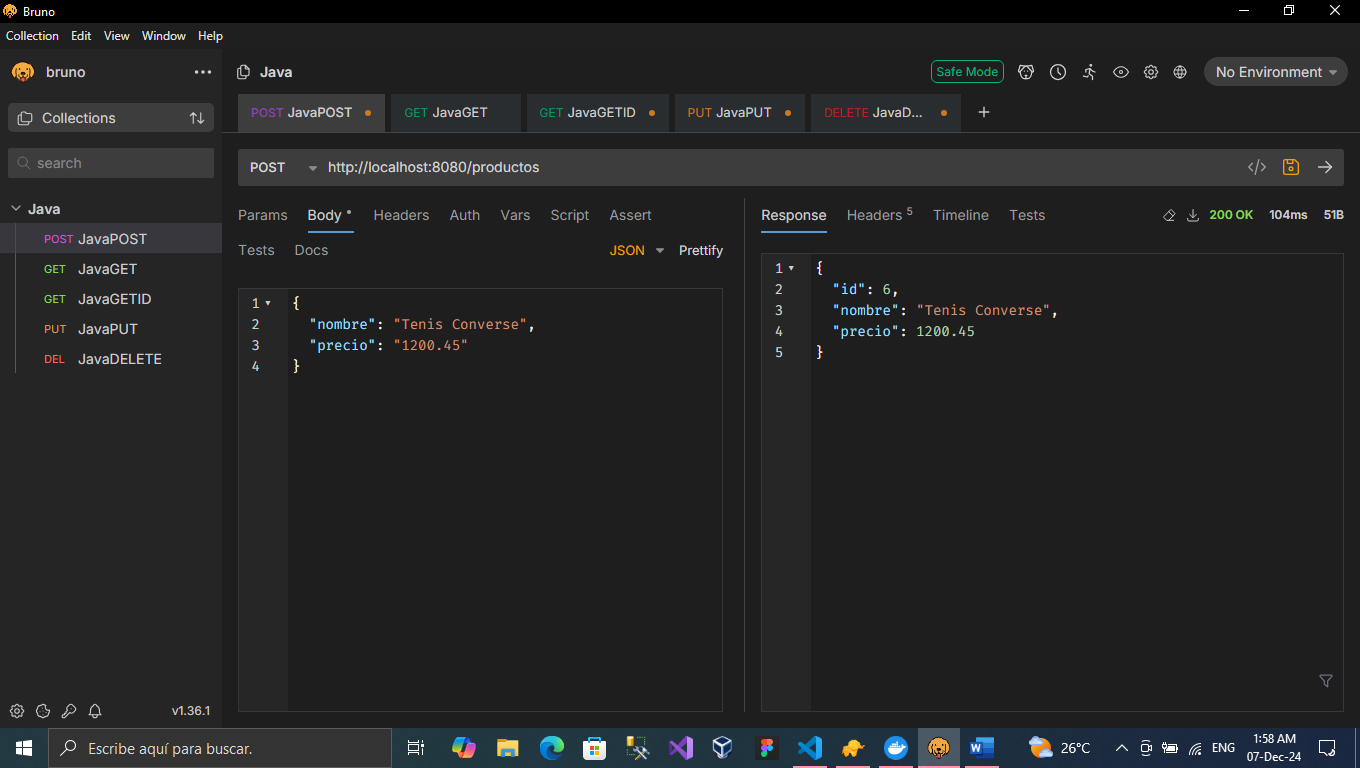 Bruno
Collection Edit View Window Help
bruno
Java
Safe Mode
No Environment
Collections
POST JavaPOST
GET JavaGET
GET JavaGETID
PUT JavaPUT
DELETE JavaD...
search
POST http://localhost:8080/productos
Java
POST JavaPOST
GET JavaGET
GET JavaGETID
PUT JavaPUT
DEL JavaDELETE
Params Body Headers Auth Vars Script Assert
Tests Docs
JSON Prettify
1 {
2 "nombre": "Tenis Converse",
3 "precio": "1200.45"
4 }
Response Headers 5 Timeline Tests
200 OK 104ms 51B
1 {
2 "id": 6,
3 "nombre": "Tenis Converse",
4 "precio": 1200.45
5 }
v1.36.1
Escribe aquí para buscar.
26°C
ENG
1:58 AM
07-Dec-24